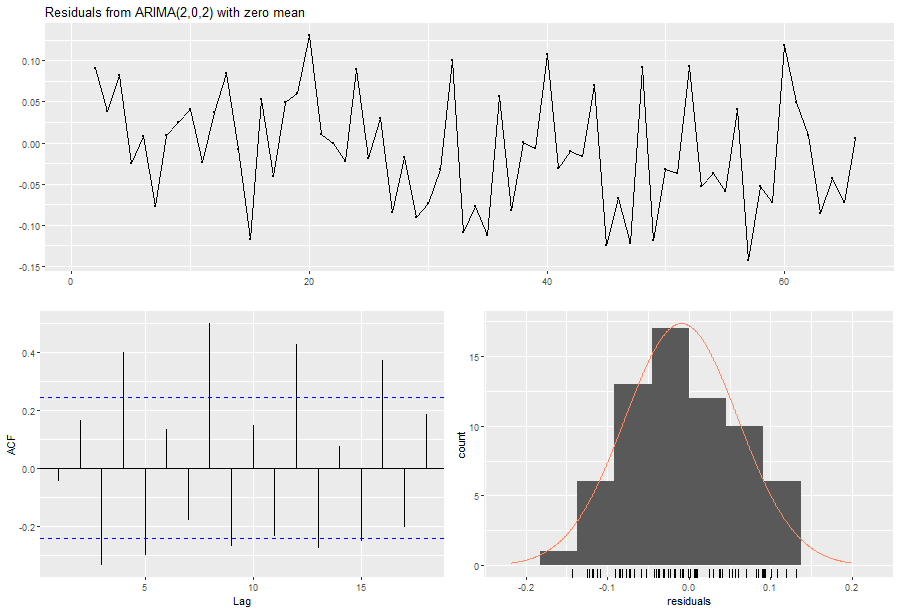 Residuals from ARIMA(2,0,2) with zero mean
0.10
0.05
0.00
-0.05
-0.10
-0.15
0 20 40 60
ACF
0.4
0.2
0.0
-0.2
5 10 15
Lag
count
15
10
5
0
-0.2 -0.1 0.0 0.1 0.2
residuals